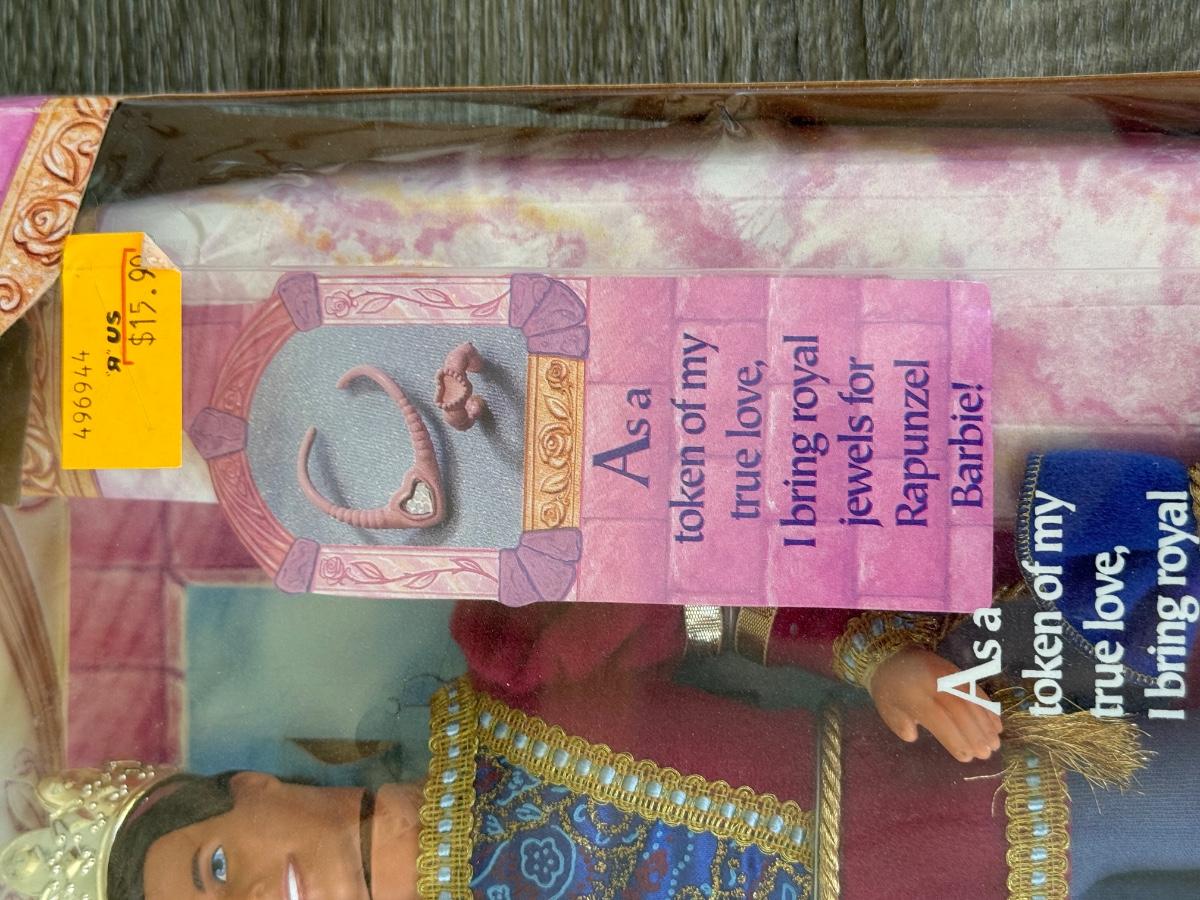 496944
"R" US
$15.99
As a
token of my
true love,
I bring royal
jewels for
Rapunzel
Barbie!
As a
token of my
true love,
I bring royal